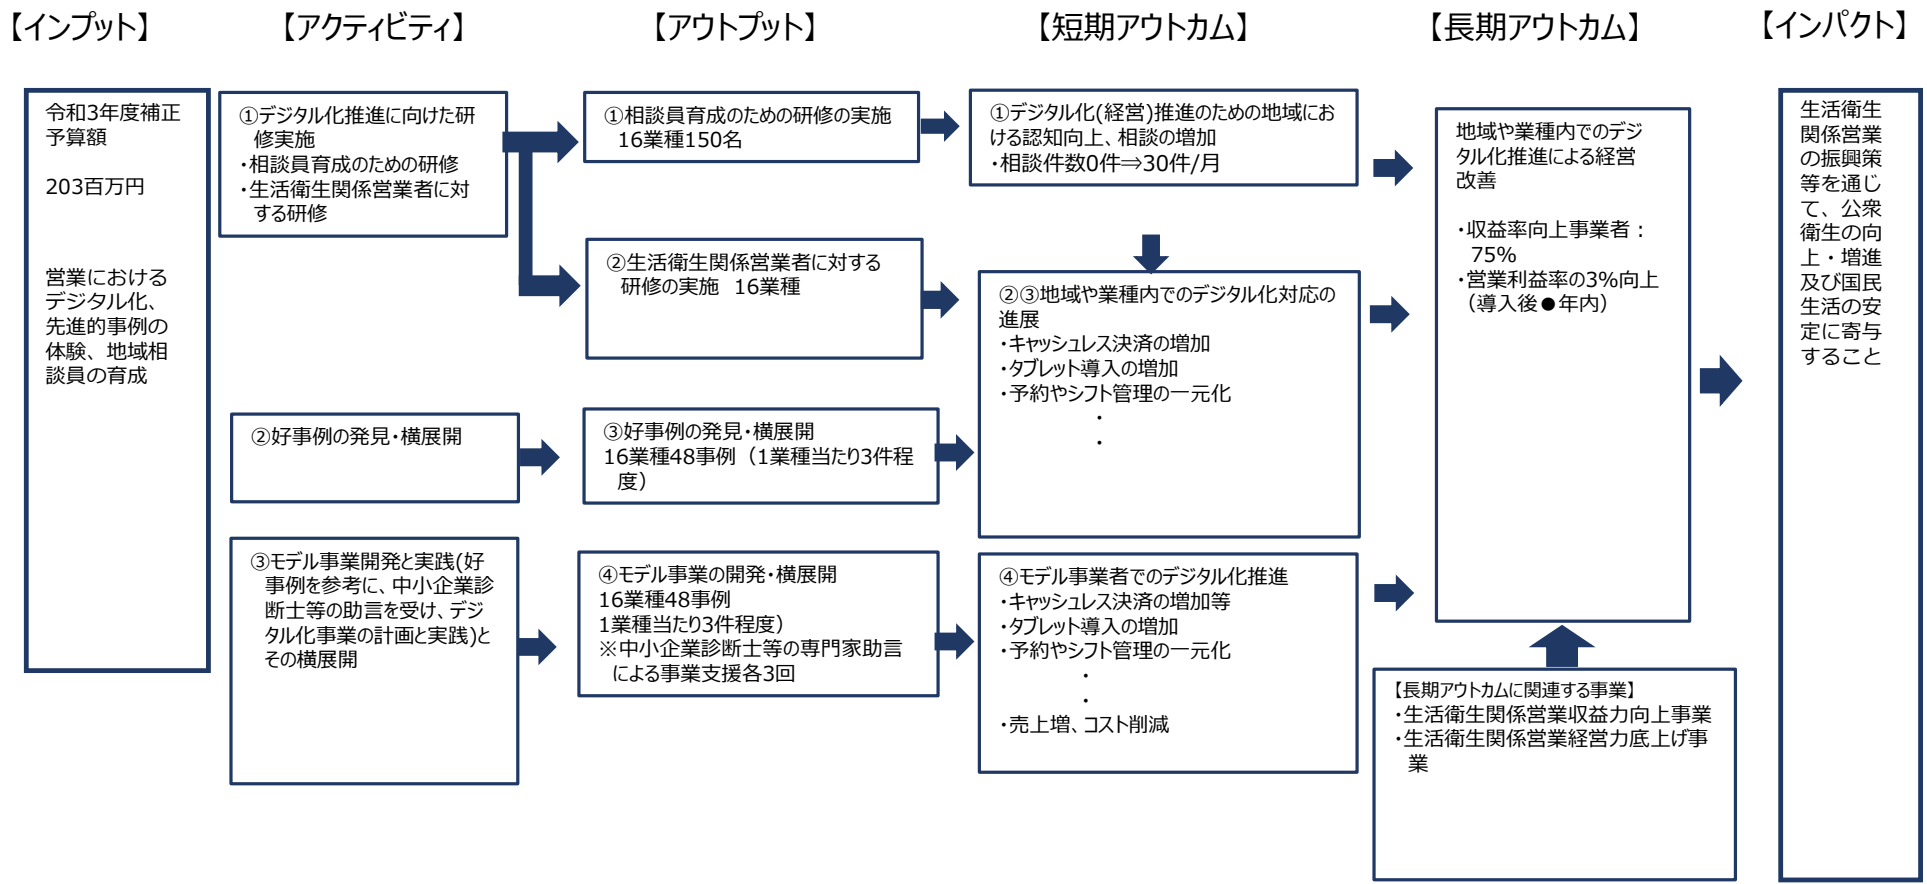 【インプット】
【アクティビティ】
【アウトプット】
【短期アウトカム】
【長期アウトカム】
【インパクト】
令和3年度補正
予算額
203百万円
営業における
デジタル化、
先進的事例の
体験、地域相
談員の育成
①デジタル化推進に向けた研
修実施
・相談員育成のための研修
・生活衛生関係営業者に対
する研修
②好事例の発見・横展開
③モデル事業開発と実践(好
事例を参考に、中小企業診
断士等の助言を受け、デジ
タル化事業の計画と実践)と
その横展開
①相談員育成のための研修の実施
16業種150名
②生活衛生関係営業者に対する
研修の実施　16業種
③好事例の発見・横展開
16業種48事例（1業種当たり3件程
度）
④モデル事業の開発・横展開
16業種48事例
1業種当たり3件程度）
※中小企業診断士等の専門家助言
による事業支援各3回
①デジタル化(経営)推進のための地域にお
ける認知向上、相談の増加
・相談件数0件⇒30件/月
②③地域や業種内でのデジタル化対応の
進展
・キャッシュレス決済の増加
・タブレット導入の増加
・予約やシフト管理の一元化
・
・
④モデル事業者でのデジタル化推進
・キャッシュレス決済の増加等
・タブレット導入の増加
・予約やシフト管理の一元化
・
・
・売上増、コスト削減
地域や業種内でのデジ
タル化推進による経営
改善
・収益率向上事業者：
75%
・営業利益率の3%向上
（導入後●年内）
【長期アウトカムに関連する事業】
・生活衛生関係営業収益力向上事業
・生活衛生関係営業経営力底上げ事
業
生活衛生
関係営業
の振興策
等を通じ
て、公衆
衛生の向
上・増進
及び国民
生活の安
定に寄与
すること